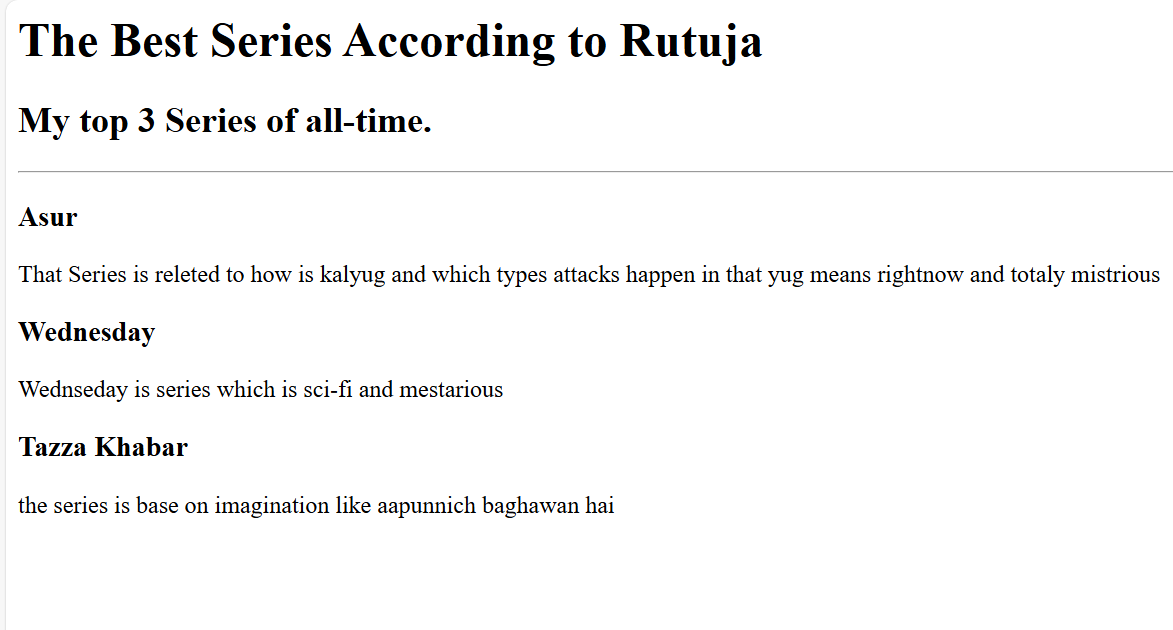 The Best Series According to Rutuja
My top 3 Series of all-time.
Asur
That Series is releted to how is kalyug and which types attacks happen in that yug means rightnow and totaly mistrious
Wednesday
Wednseday is series which is sci-fi and mestarious
Tazza Khabar
the series is base on imagination like aapunnich baghawan hai